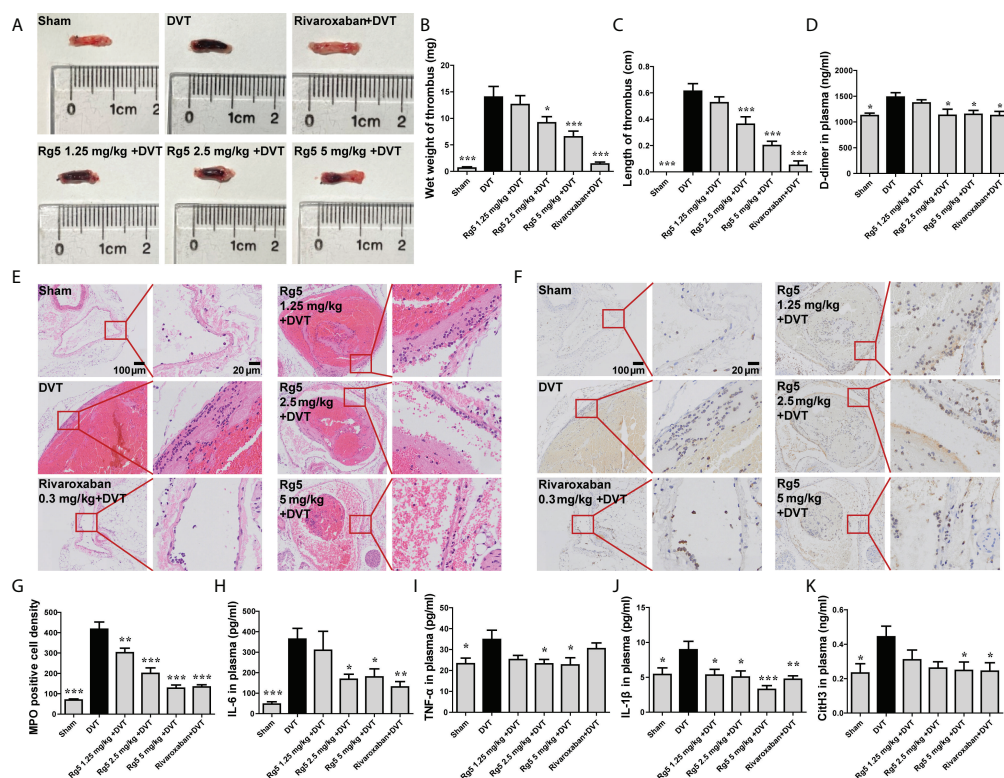 A
Sham
DVT
Rivaroxaban+DVT
0 1cm 2
0 1cm 2
0 1cm 2
Rg5 1.25 mg/kg +DVT
Rg5 2.5 mg/kg +DVT
Rg5 5 mg/kg +DVT
0 1cm 2
0 1cm 2
0 1cm 2
B
Wet weight of thrombus (mg)
20
15
10
5
0
***
*
***
***
Sham
DVT
Rg5 1.25 mg/kg +DVT
Rg5 2.5 mg/kg +DVT
Rg5 5 mg/kg +DVT
Rivaroxaban+DVT
C
Length of thrombus (cm)
0.8
0.6
0.4
0.2
0.0
***
***
***
***
Sham
DVT
Rg5 1.25 mg/kg +DVT
Rg5 2.5 mg/kg +DVT
Rg5 5 mg/kg +DVT
Rivaroxaban+DVT
D
D-dimer in plasma (ng/ml)
2000
1500
1000
500
0
*
*
*
*
Sham
DVT
Rg5 1.25 mg/kg +DVT
Rg5 2.5 mg/kg +DVT
Rg5 5 mg/kg +DVT
Rivaroxaban+DVT
E
Sham
100 µm
20 µm
Rg5
1.25 mg/kg
+DVT
DVT
Rg5
2.5 mg/kg
+DVT
Rivaroxaban
0.3 mg/kg+DVT
Rg5
5 mg/kg
+DVT
F
Sham
100 µm
20 µm
Rg5
1.25 mg/kg
+DVT
DVT
Rg5
2.5 mg/kg
+DVT
Rivaroxaban
0.3 mg/kg +DVT
Rg5
5 mg/kg
+DVT
G
MPO positive cell density
500
400
300
200
100
0
***
**
***
***
***
Sham
DVT
Rg5 1.25 mg/kg +DVT
Rg5 2.5 mg/kg +DVT
Rg5 5 mg/kg +DVT
Rivaroxaban+DVT
H
IL-6 in plasma (pg/ml)
500
400
300
200
100
0
***
*
*
**
Sham
DVT
Rg5 1.25 mg/kg +DVT
Rg5 2.5 mg/kg +DVT
Rg5 5 mg/kg +DVT
Rivaroxaban+DVT
I
TNF-α in plasma (pg/ml)
50
40
30
20
10
0
*
*
*
Sham
DVT
Rg5 1.25 mg/kg +DVT
Rg5 2.5 mg/kg +DVT
Rg5 5 mg/kg +DVT
Rivaroxaban+DVT
J
IL-1β in plasma (pg/ml)
15
10
5
0
*
*
*
***
**
Sham
DVT
Rg5 1.25 mg/kg +DVT
Rg5 2.5 mg/kg +DVT
Rg5 5 mg/kg +DVT
Rivaroxaban+DVT
K
CitH3 in plasma (ng/ml)
0.6
0.4
0.2
0.0
*
*
*
Sham
DVT
Rg5 1.25 mg/kg +DVT
Rg5 2.5 mg/kg +DVT
Rg5 5 mg/kg +DVT
Rivaroxaban+DVT